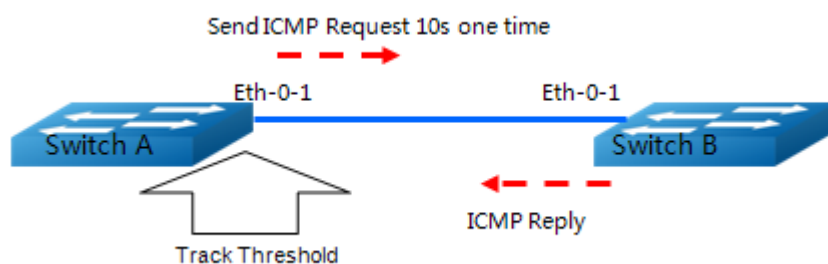 Send ICMP Request 10s one time
Eth-0-1
Eth-0-1
Switch A
Switch B
ICMP Reply
Track Threshold